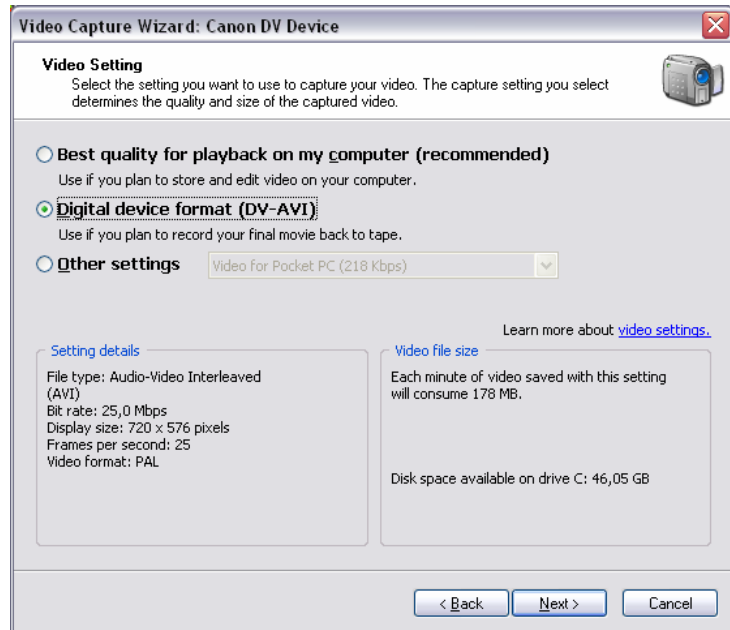 Video Capture Wizard: Canon DV Device
Video Setting
Select the setting you want to use to capture your video. The capture setting you select
determines the quality and size of the captured video.
Best quality for playback on my computer (recommended)
Use if you plan to store and edit video on your computer.
Digital device format (DV-AVI)
Use if you plan to record your final movie back to tape.
Other settings
Video for Pocket PC (218 Kbps)
Learn more about video settings.
Setting details
File type: Audio-Video Interleaved
(AVI)
Bit rate: 25,0 Mbps
Display size: 720 x 576 pixels
Frames per second: 25
Video format: PAL
Video file size
Each minute of video saved with this setting
will consume 178 MB.
Disk space available on drive C: 46,05 GB
< Back
Next >
Cancel